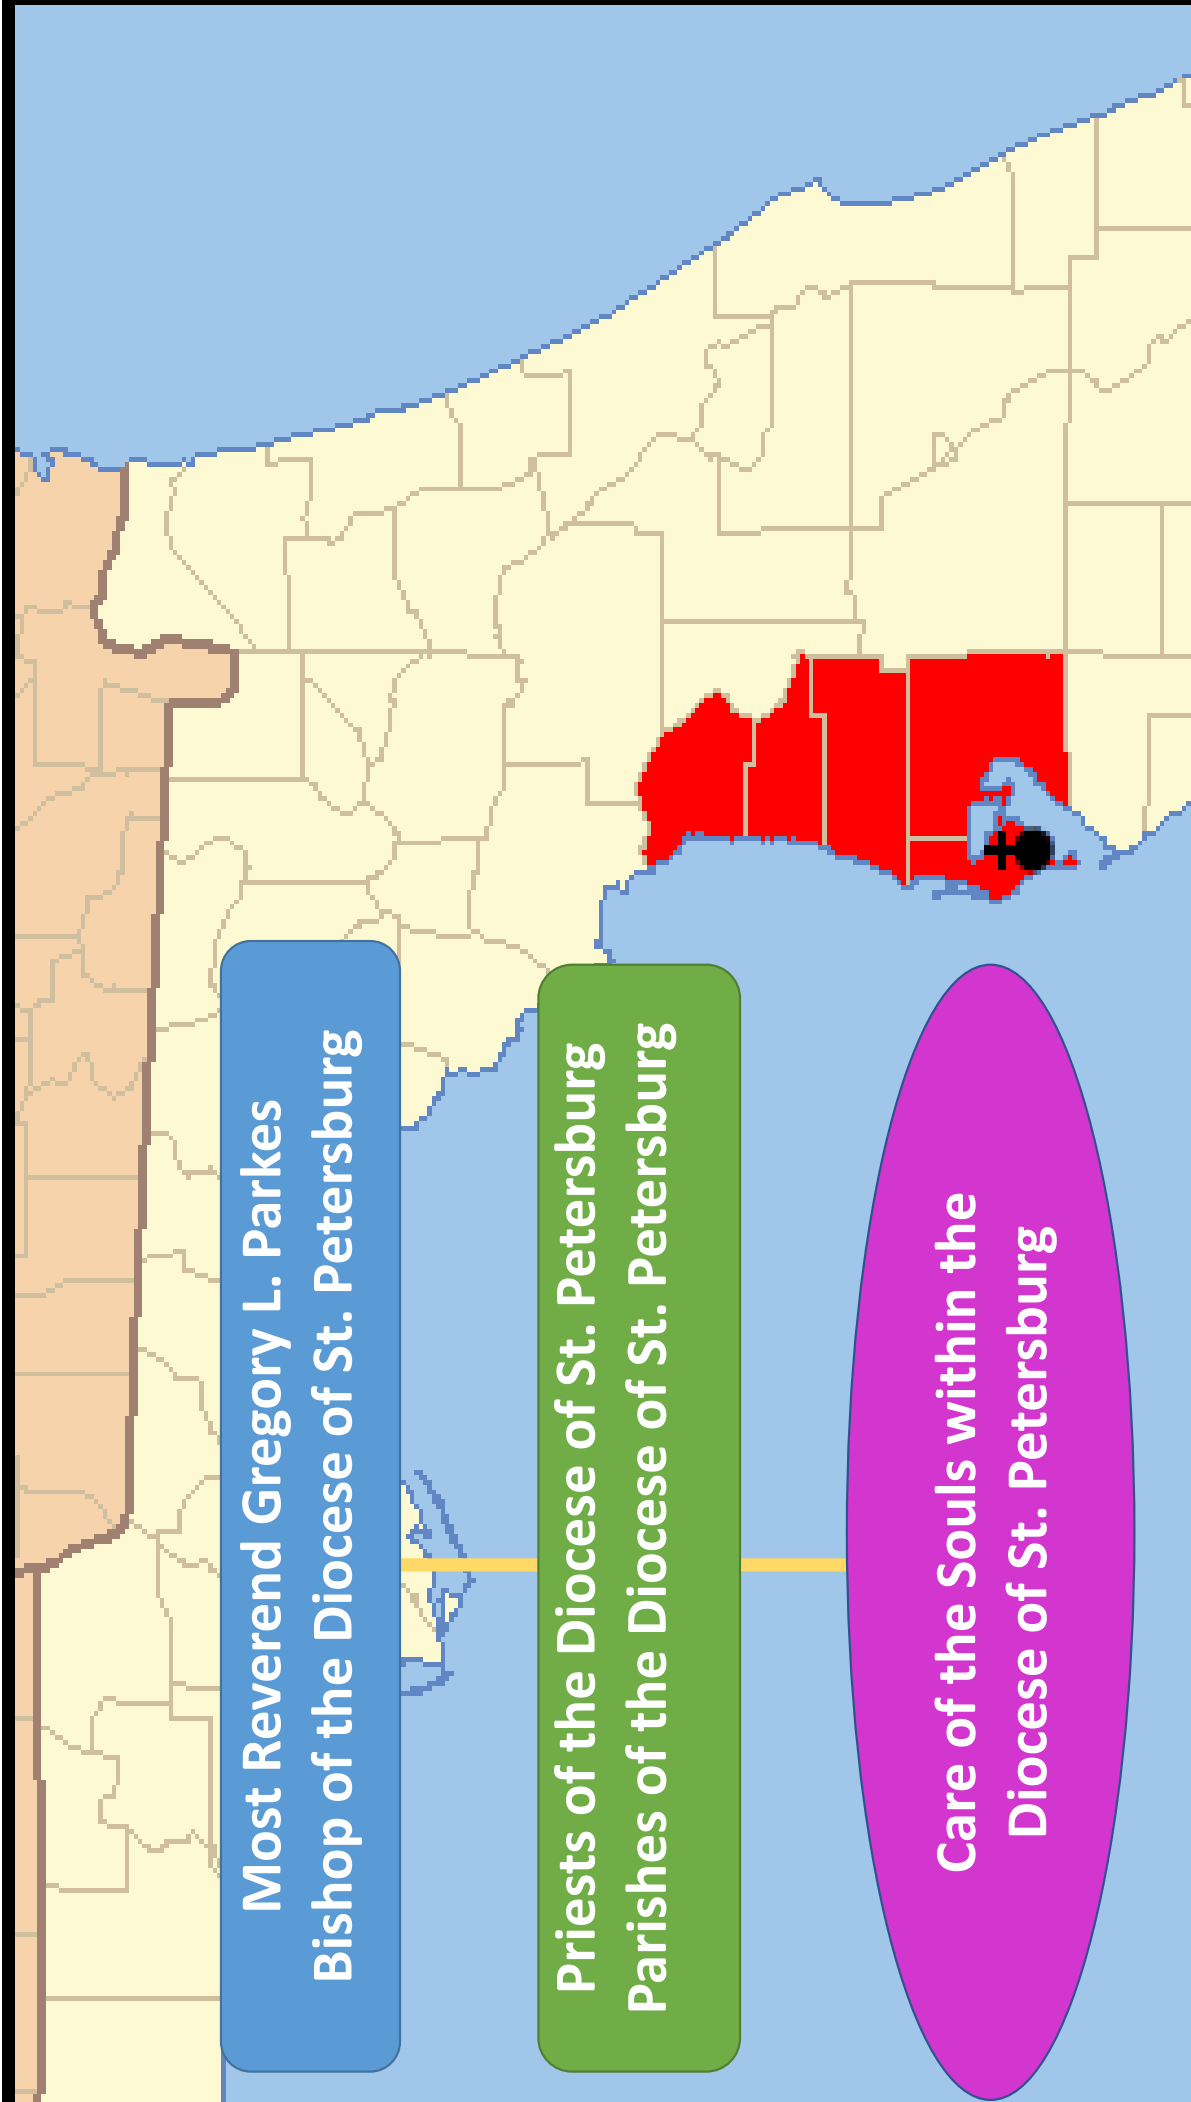 Most Reverend Gregory L. Parkes
Bishop of the Diocese of St. Petersburg
Priests of the Diocese of St. Petersburg
Parishes of the Diocese of St. Petersburg
Care of the Souls within the
Diocese of St. Petersburg